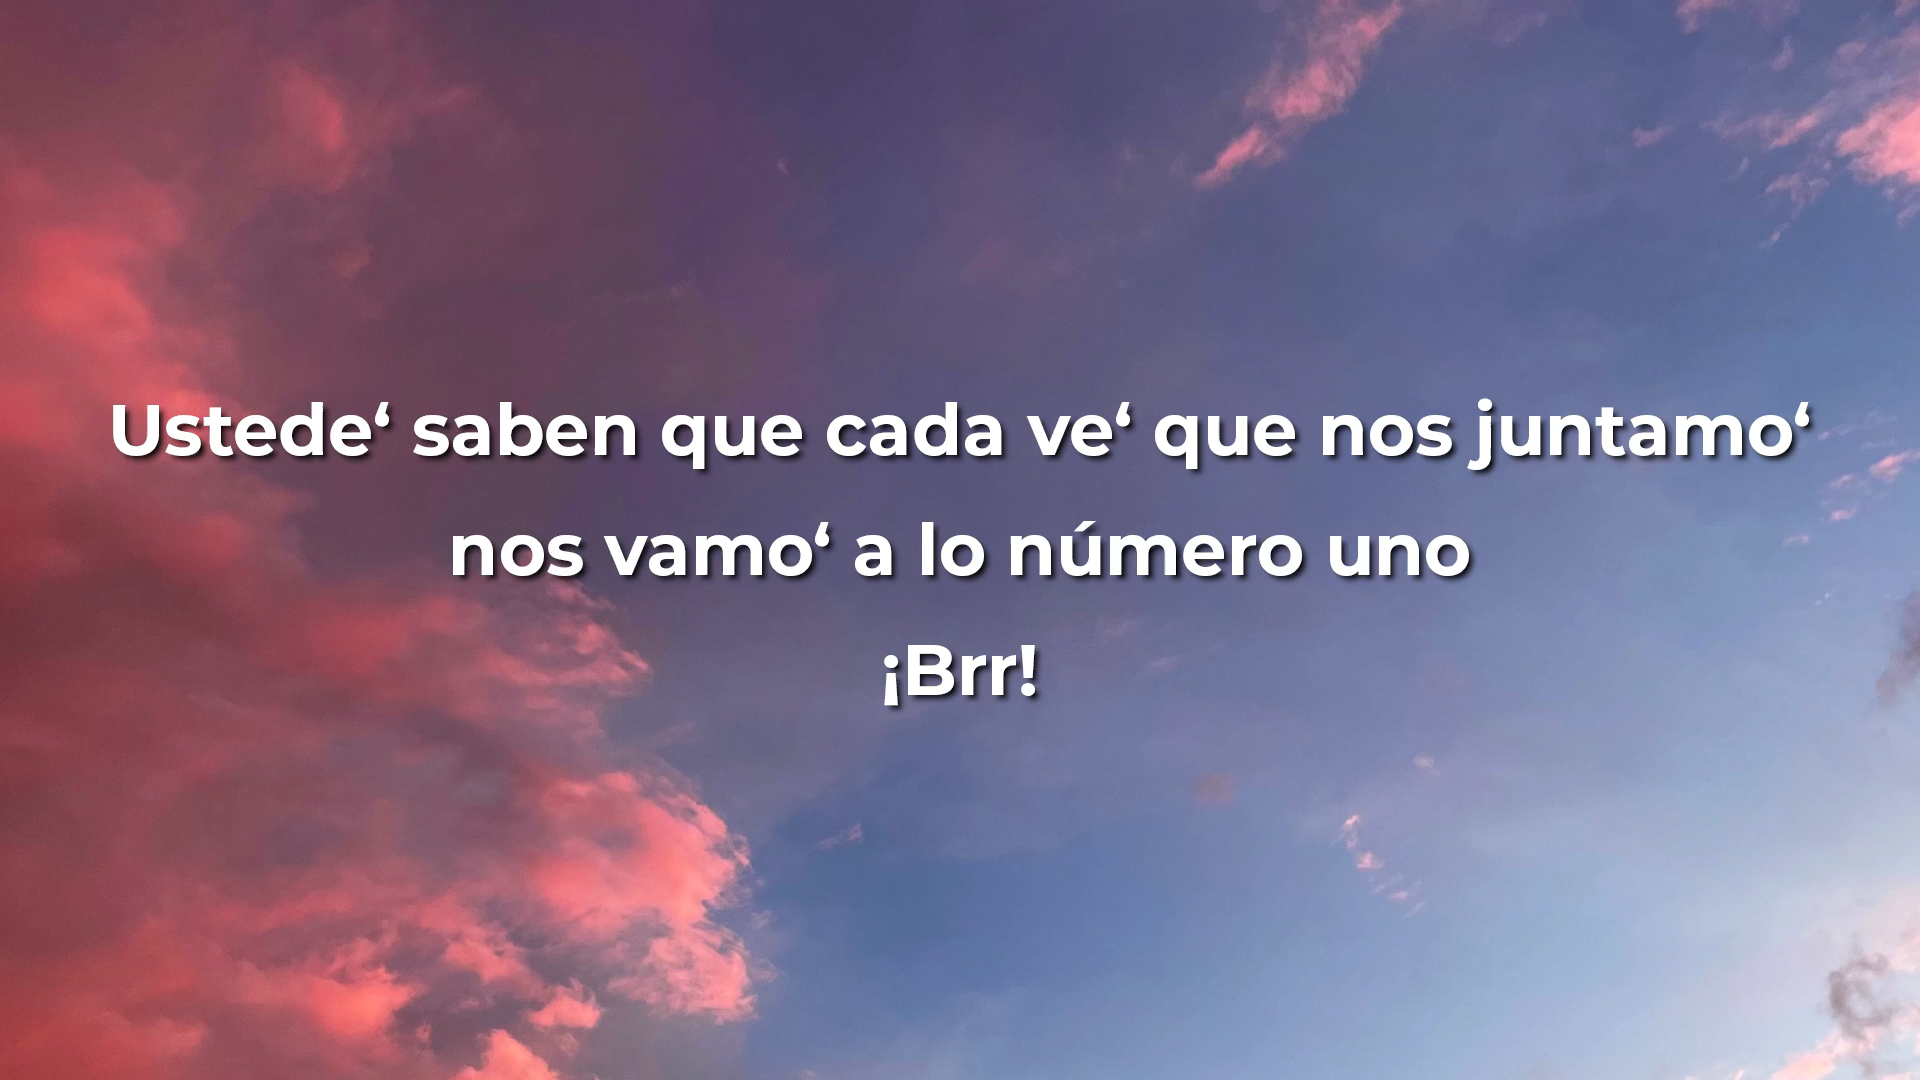 Ustede‘ saben que cada ve‘ que nos juntamo‘
nos vamo‘ a lo número uno
¡Brr!